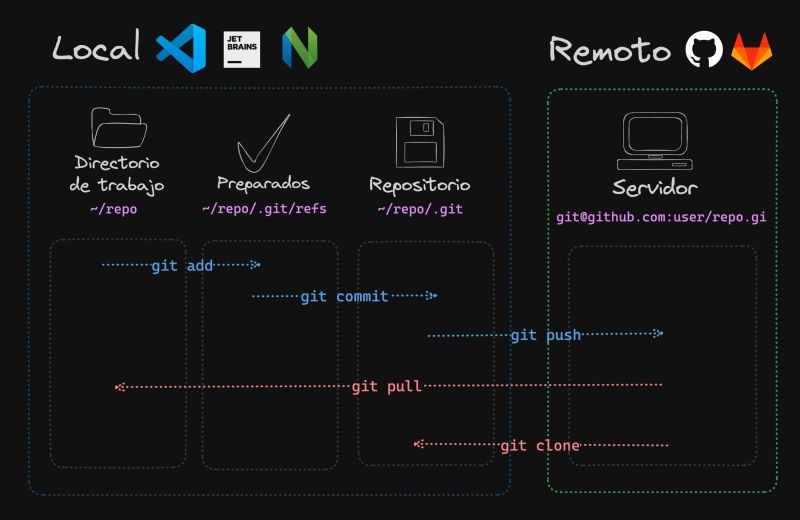 Local
JET
BRAINS
Remoto
Directorio
de trabajo
~/repo
Preparados
~/repo/.git/refs
Repositorio
~/repo/.git
Servidor
git@github.com:user/repo.gi
git add
git commit
git push
git pull
git clone